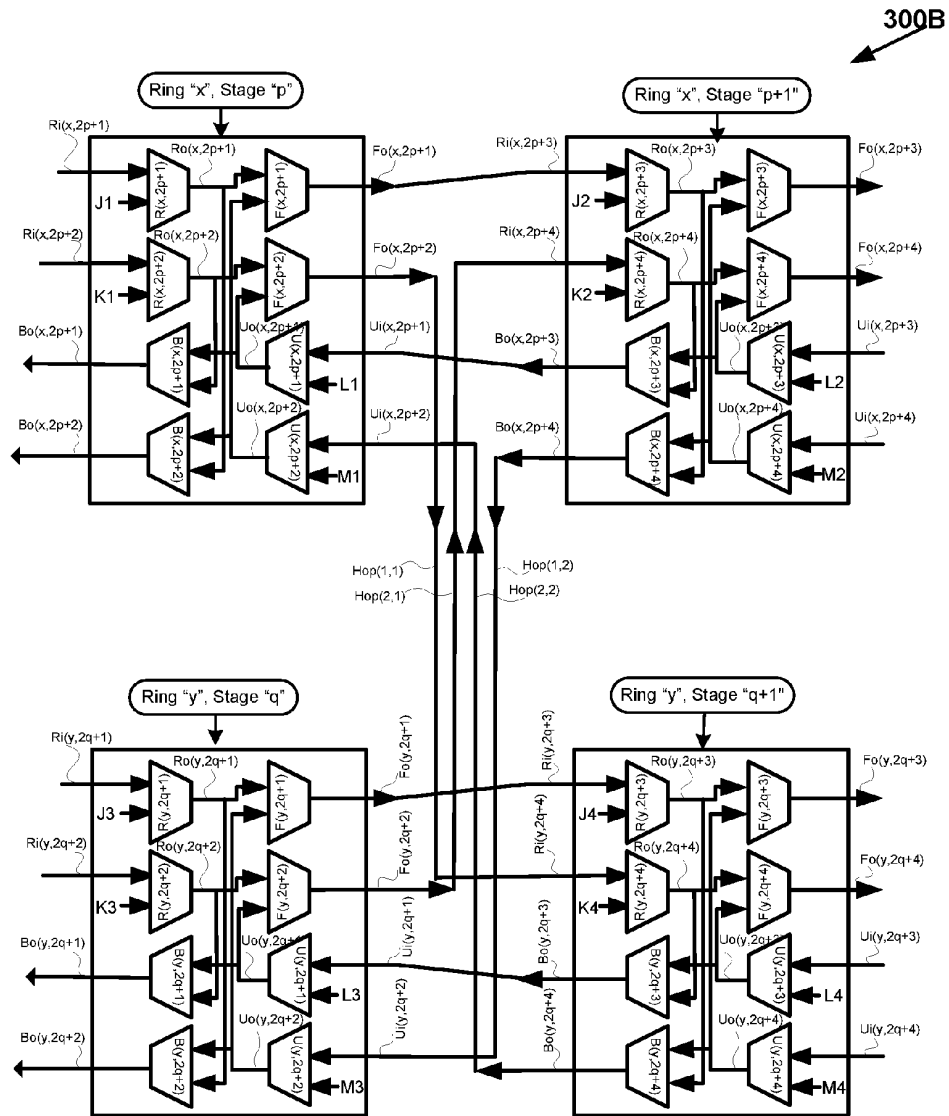 300B
Ring “x”, Stage “p”
Ring “x”, Stage “p+1”
Ri(x,2p+1)
Ro(x,2p+1)
Fo(x,2p+1)
Ri(x,2p+3)
Ro(x,2p+3)
Fo(x,2p+3)
R(x,2p+1)
F(x,2p+1)
R(x,2p+3)
F(x,2p+3)
J1
J2
Ri(x,2p+2)
Ro(x,2p+2)
Fo(x,2p+2)
Ri(x,2p+4)
Ro(x,2p+4)
Fo(x,2p+4)
R(x,2p+2)
F(x,2p+2)
R(x,2p+4)
F(x,2p+4)
K1
K2
Bo(x,2p+1)
Uo(x,2p+1)
Ui(x,2p+1)
Bo(x,2p+3)
Ui(x,2p+3)
B(x,2p+1)
U(x,2p+1)
B(x,2p+3)
U(x,2p+3)
L1
L2
Bo(x,2p+2)
Uo(x,2p+2)
Ui(x,2p+2)
Bo(x,2p+4)
Uo(x,2p+4)
Ui(x,2p+4)
B(x,2p+2)
U(x,2p+2)
B(x,2p+4)
U(x,2p+4)
M1
M2
Hop(1,1)
Hop(1,2)
Hop(2,1)
Hop(2,2)
Ring “y”, Stage “q”
Ring “y”, Stage “q+1”
Ri(y,2q+1)
Ro(y,2q+1)
Fo(y,2q+1)
Ri(y,2q+3)
Ro(y,2q+3)
Fo(y,2q+3)
R(y,2q+1)
F(y,2q+1)
R(y,2q+3)
F(y,2q+3)
J3
J4
Ri(y,2q+2)
Ro(y,2q+2)
Fo(y,2q+2)
Ri(y,2q+4)
Ro(y,2q+4)
Fo(y,2q+4)
R(y,2q+2)
F(y,2q+2)
R(y,2q+4)
F(y,2q+4)
K3
K4
Bo(y,2q+1)
Ui(y,2q+1)
Bo(y,2q+3)
Ui(y,2q+3)
B(y,2q+1)
U(y,2q+1)
B(y,2q+3)
U(y,2q+3)
L3
L4
Bo(y,2q+2)
Uo(y,2q+2)
Ui(y,2q+2)
Bo(y,2q+4)
Uo(y,2q+4)
Ui(y,2q+4)
B(y,2q+2)
U(y,2q+2)
B(y,2q+4)
U(y,2q+4)
M3
M4